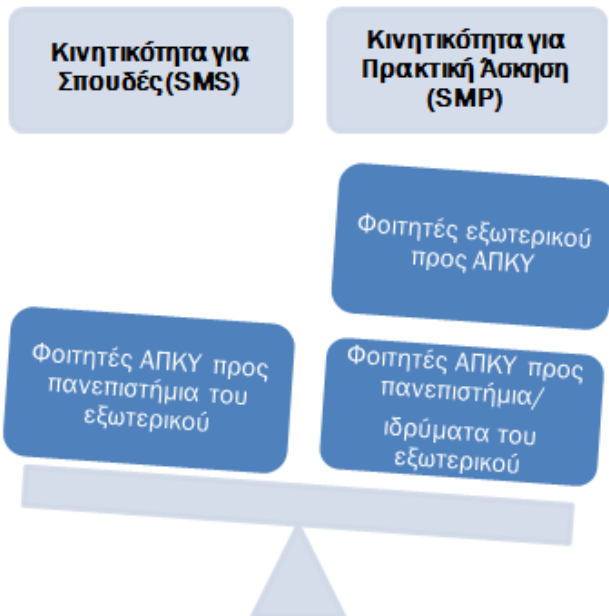 Κινητικότητα για
Σπουδές (SMS)
Κινητικότητα για
Πρακτική Άσκηση
(SMP)
Φοιτητές εξωτερικού
προς ΑΠΚΥ
Φοιτητές ΑΠΚΥ προς
πανεπιστήμια του
εξωτερικού
Φοιτητές ΑΠΚΥ προς
πανεπιστήμια/
ιδρύματα του
εξωτερικού